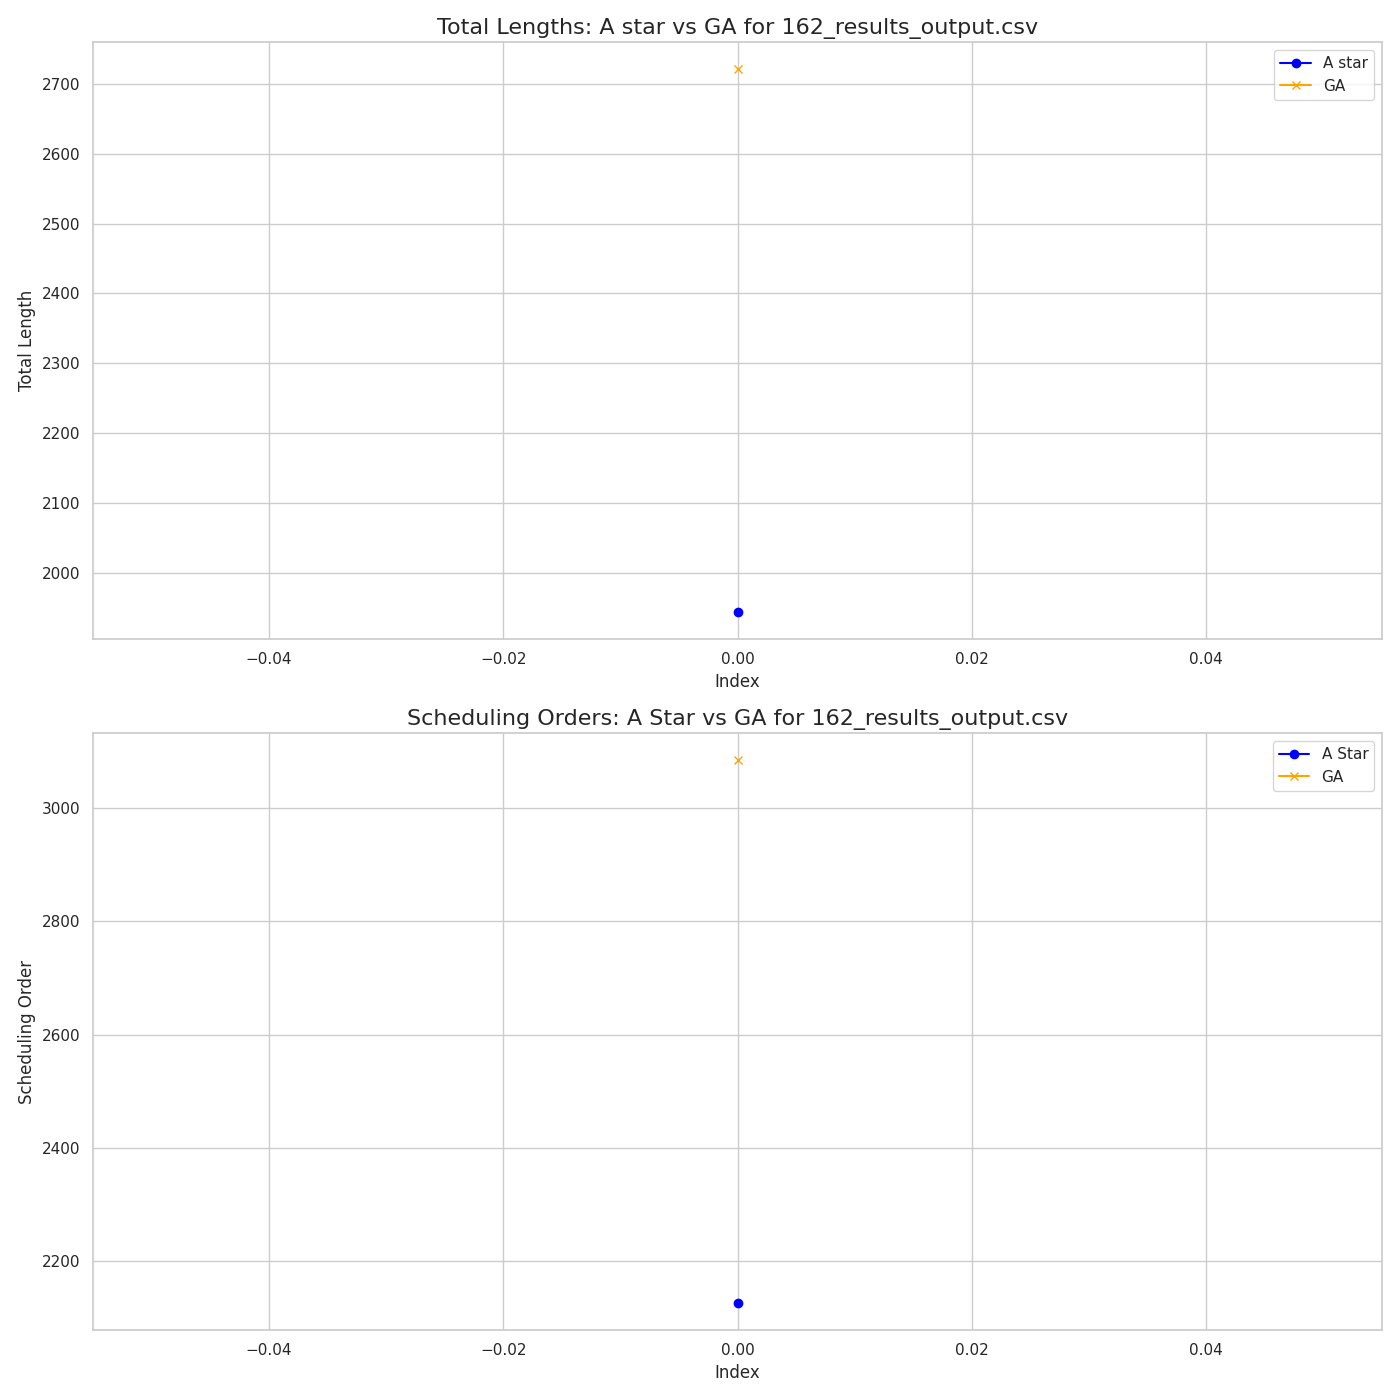 Total Lengths: A star vs GA for 162_results_output.csv
A star
GA
2700
2600
2500
2400
2300
2200
2100
2000
Total Length
−0.04
−0.02
0.00
0.02
0.04
Index
Scheduling Orders: A Star vs GA for 162_results_output.csv
A Star
GA
3000
2800
2600
2400
2200
Scheduling Order
−0.04
−0.02
0.00
0.02
0.04
Index